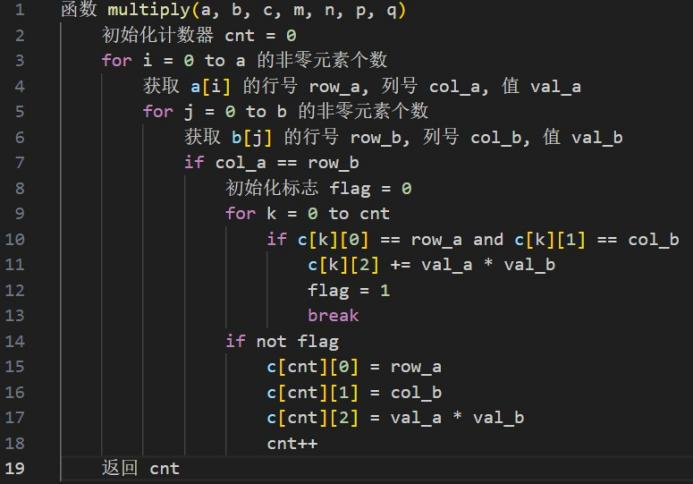 1 函数 multiply(a, b, c, m, n, p, q)
2 初始化计数器 cnt = 0
3 for i = 0 to a 的非零元素个数
4 获取 a[i] 的行号 row_a, 列号 col_a, 值 val_a
5 for j = 0 to b 的非零元素个数
6 获取 b[j] 的行号 row_b, 列号 col_b, 值 val_b
7 if col_a == row_b
8 初始化标志 flag = 0
9 for k = 0 to cnt
10 if c[k][0] == row_a and c[k][1] == col_b
11 c[k][2] += val_a * val_b
12 flag = 1
13 break
14 if not flag
15 c[cnt][0] = row_a
16 c[cnt][1] = col_b
17 c[cnt][2] = val_a * val_b
18 cnt++
19 返回 cnt